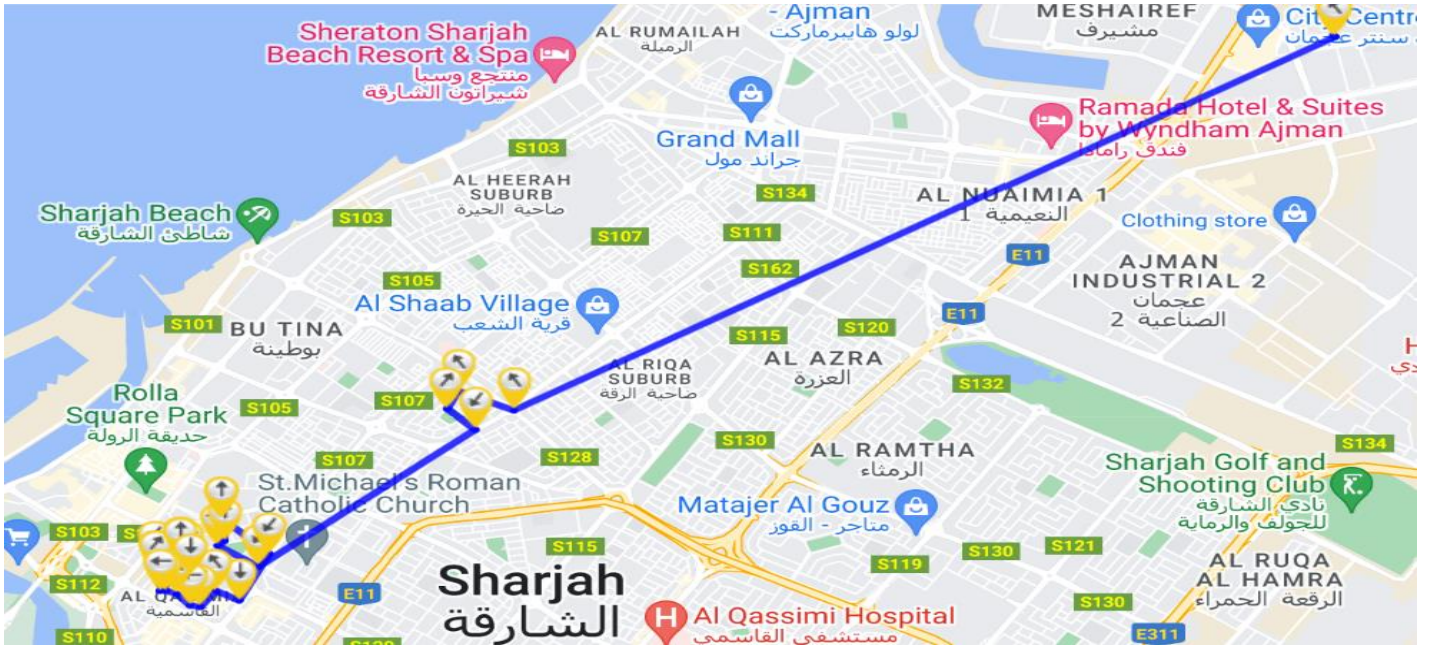 - Ajman
لولو هايبرماركت
MESHAIREF
مشيرف
City Centre
سنتر عجمان
Sheraton Sharjah
Beach Resort & Spa
منتجع وسبا
شيراتون الشارقة
AL RUMAILAH
الرميلة
Grand Mall
جراند مول
Ramada Hotel & Suites
by Wyndham Ajman
فندق رامادا
S103
AL HEERAH
SUBURB
ضاحية الحيرة
S134
AL NUAIMIA 1
النعيمية 1
Sharjah Beach
شاطئ الشارقة
S103
S107
S111
Clothing store
E11
S162
S105
AJMAN
INDUSTRIAL 2
عجمان
الصناعية 2
Al Shaab Village
قرية الشعب
S101
BU TINA
بوطينة
S115
S120
E11
AL AZRA
العزرة
AL RIQA
SUBURB
ضاحية الرقة
S132
Rolla
Square Park
حديقة الرولة
S105
S107
S130
S134
AL RAMTHA
الرمثاء
S107
S128
Sharjah Golf and
Shooting Club
نادي الشارقة
للجولف والرماية
St.Michael's Roman
Catholic Church
Matajer Al Gouz
متاجر - القوز
S103
S115
S130
S121
S119
AL RUQA
AL HAMRA
الرقعة الحمراء
S112
Sharjah
الشارقة
E11
القاسمية
S130
Al Qassimi Hospital
مستشفى القاسمي
S110
E311